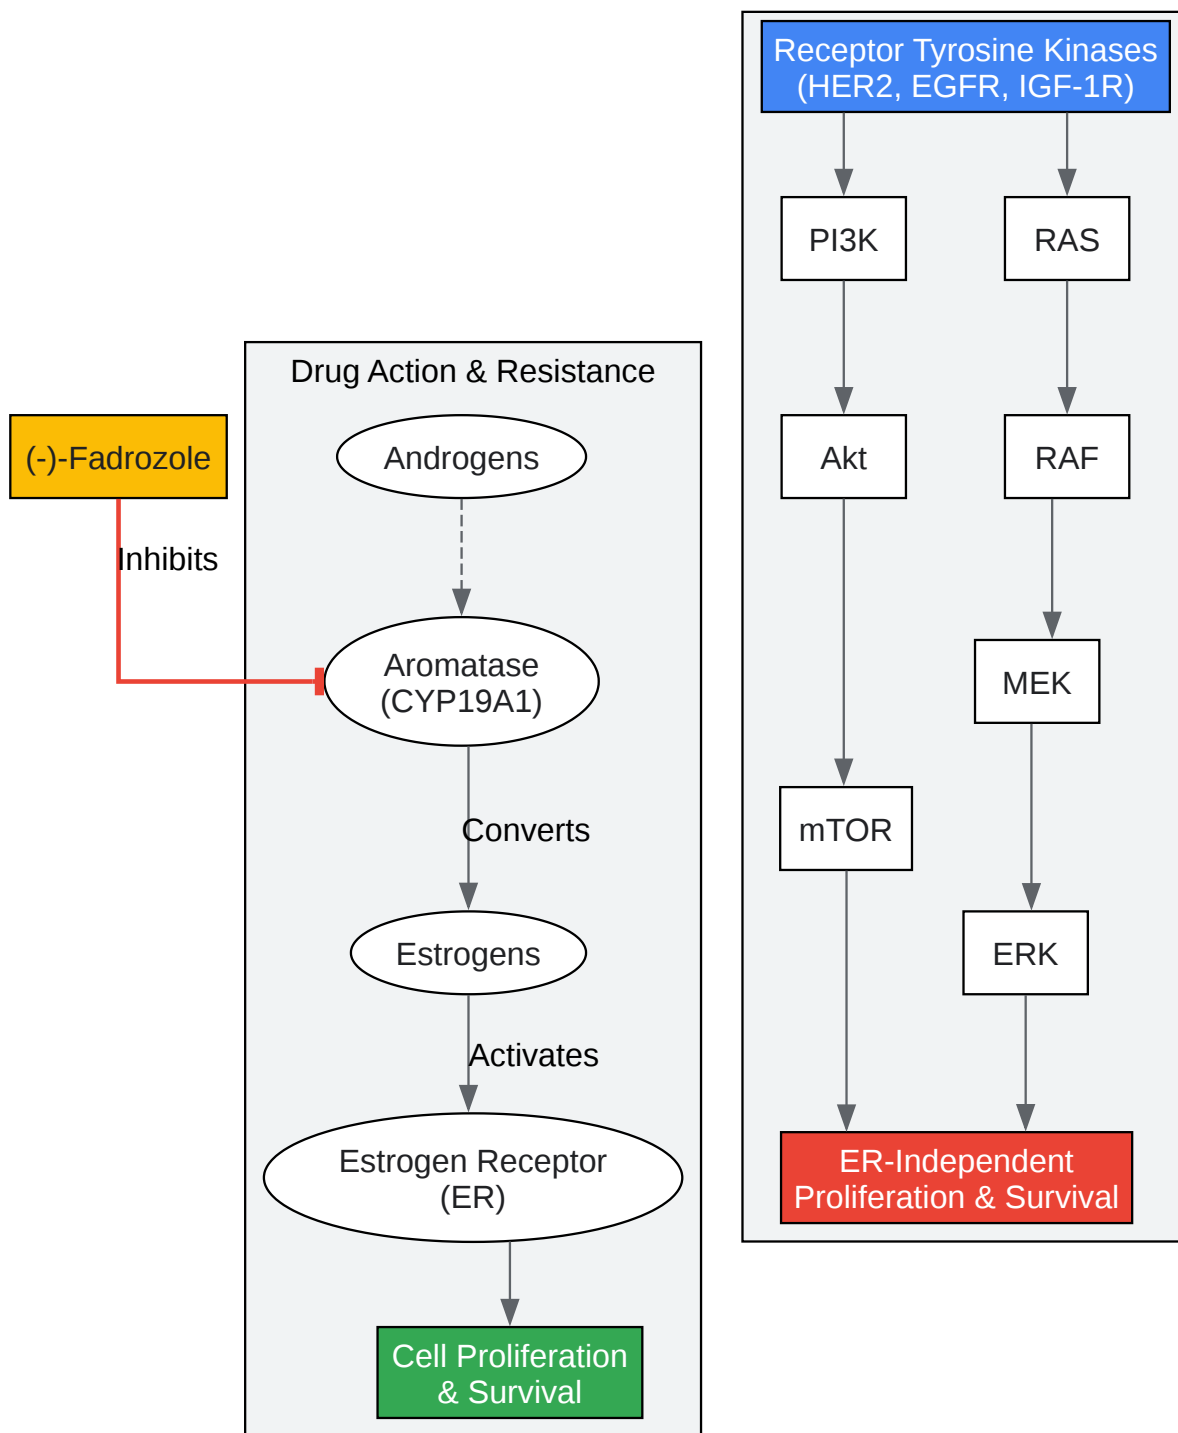 Receptor Tyrosine Kinases
(HER2, EGFR, IGF-1R)
PI3K
RAS
Drug Action & Resistance
(-)-Fadrozole
Androgens
Akt
RAF
Inhibits
Aromatase
(CYP19A1)
MEK
Converts
mTOR
Estrogens
ERK
Activates
Estrogen Receptor
(ER)
ER-Independent
Proliferation & Survival
Cell Proliferation
& Survival